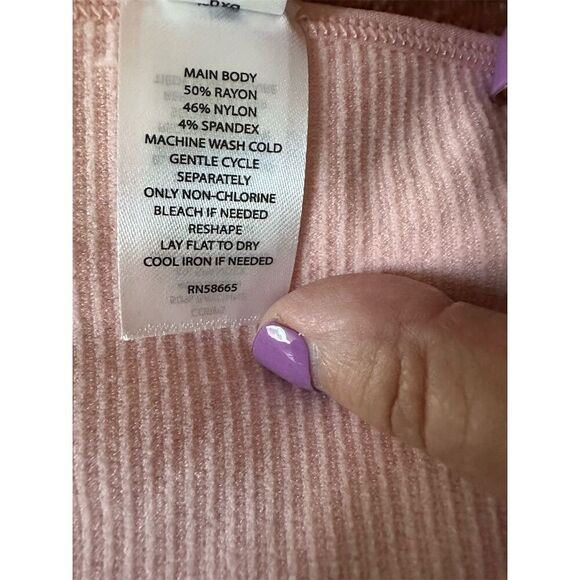 MAIN BODY
50% RAYON
46% NYLON
4% SPANDEX
MACHINE WASH COLD
GENTLE CYCLE
SEPARATELY
ONLY NON-CHLORINE
BLEACH IF NEEDED
RESHAPE
LAY FLAT TO DRY
COOL IRON IF NEEDED
RN58665